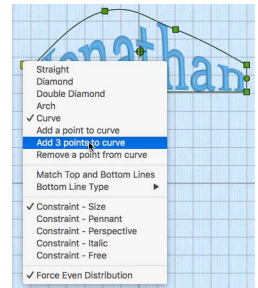 Jonathan
Straight
Diamond
Double Diamond
Arch
✓ Curve
Add a point to curve
Add 3 points to curve
Remove a point from curve
Match Top and Bottom Lines
Bottom Line Type ▶
✓ Constraint - Size
Constraint - Pennant
Constraint - Perspective
Constraint - Italic
Constraint - Free
✓ Force Even Distribution